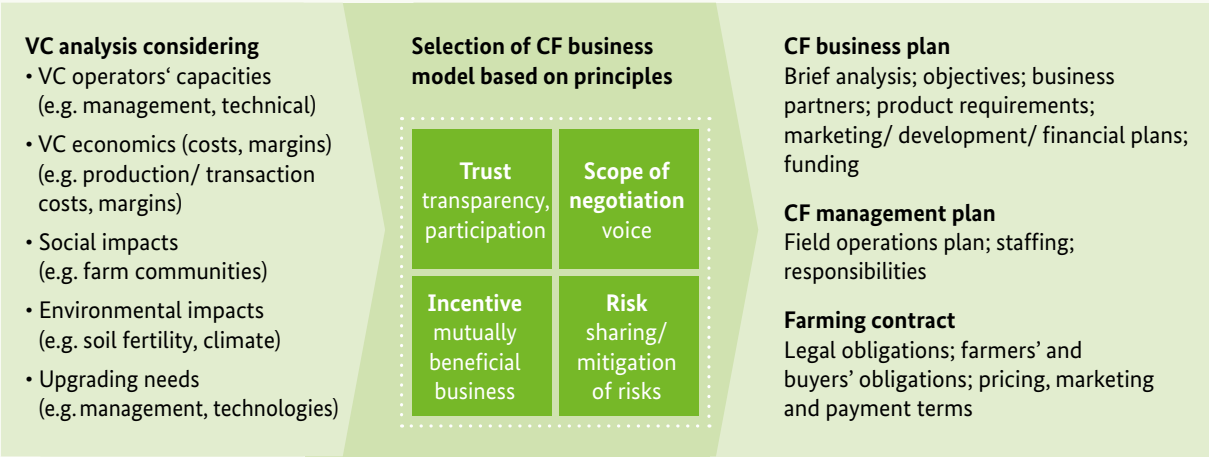 VC analysis considering
• VC operators‘ capacities
(e.g. management, technical)
• VC economics (costs, margins)
(e.g. production/ transaction
costs, margins)
• Social impacts
(e.g. farm communities)
• Environmental impacts
(e.g. soil fertility, climate)
• Upgrading needs
(e.g. management, technologies)
Selection of CF business
model based on principles
Trust
transparency,
participation
Scope of
negotiation
voice
Incentive
mutually
beneficial
business
Risk
sharing/
mitigation
of risks
CF business plan
Brief analysis; objectives; business
partners; product requirements;
marketing/ development/ financial plans;
funding
CF management plan
Field operations plan; staffing;
responsibilities
Farming contract
Legal obligations; farmers’ and
buyers’ obligations; pricing, marketing
and payment terms